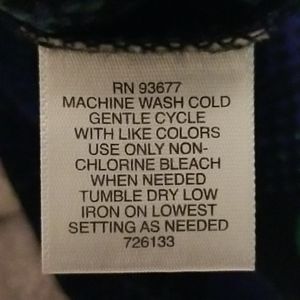 RN 93677
MACHINE WASH COLD
GENTLE CYCLE
WITH LIKE COLORS
USE ONLY NON-
CHLORINE BLEACH
WHEN NEEDED
TUMBLE DRY LOW
IRON ON LOWEST
SETTING AS NEEDED
726133